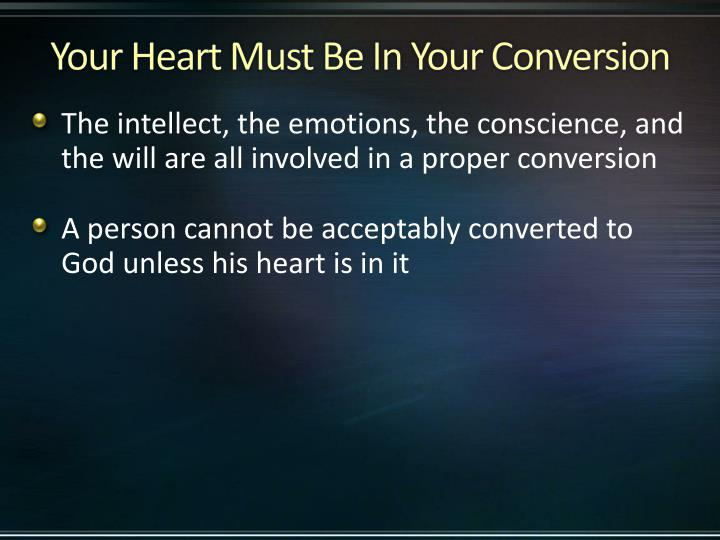 Your Heart Must Be In Your Conversion
The intellect, the emotions, the conscience, and
the will are all involved in a proper conversion
A person cannot be acceptably converted to
God unless his heart is in it